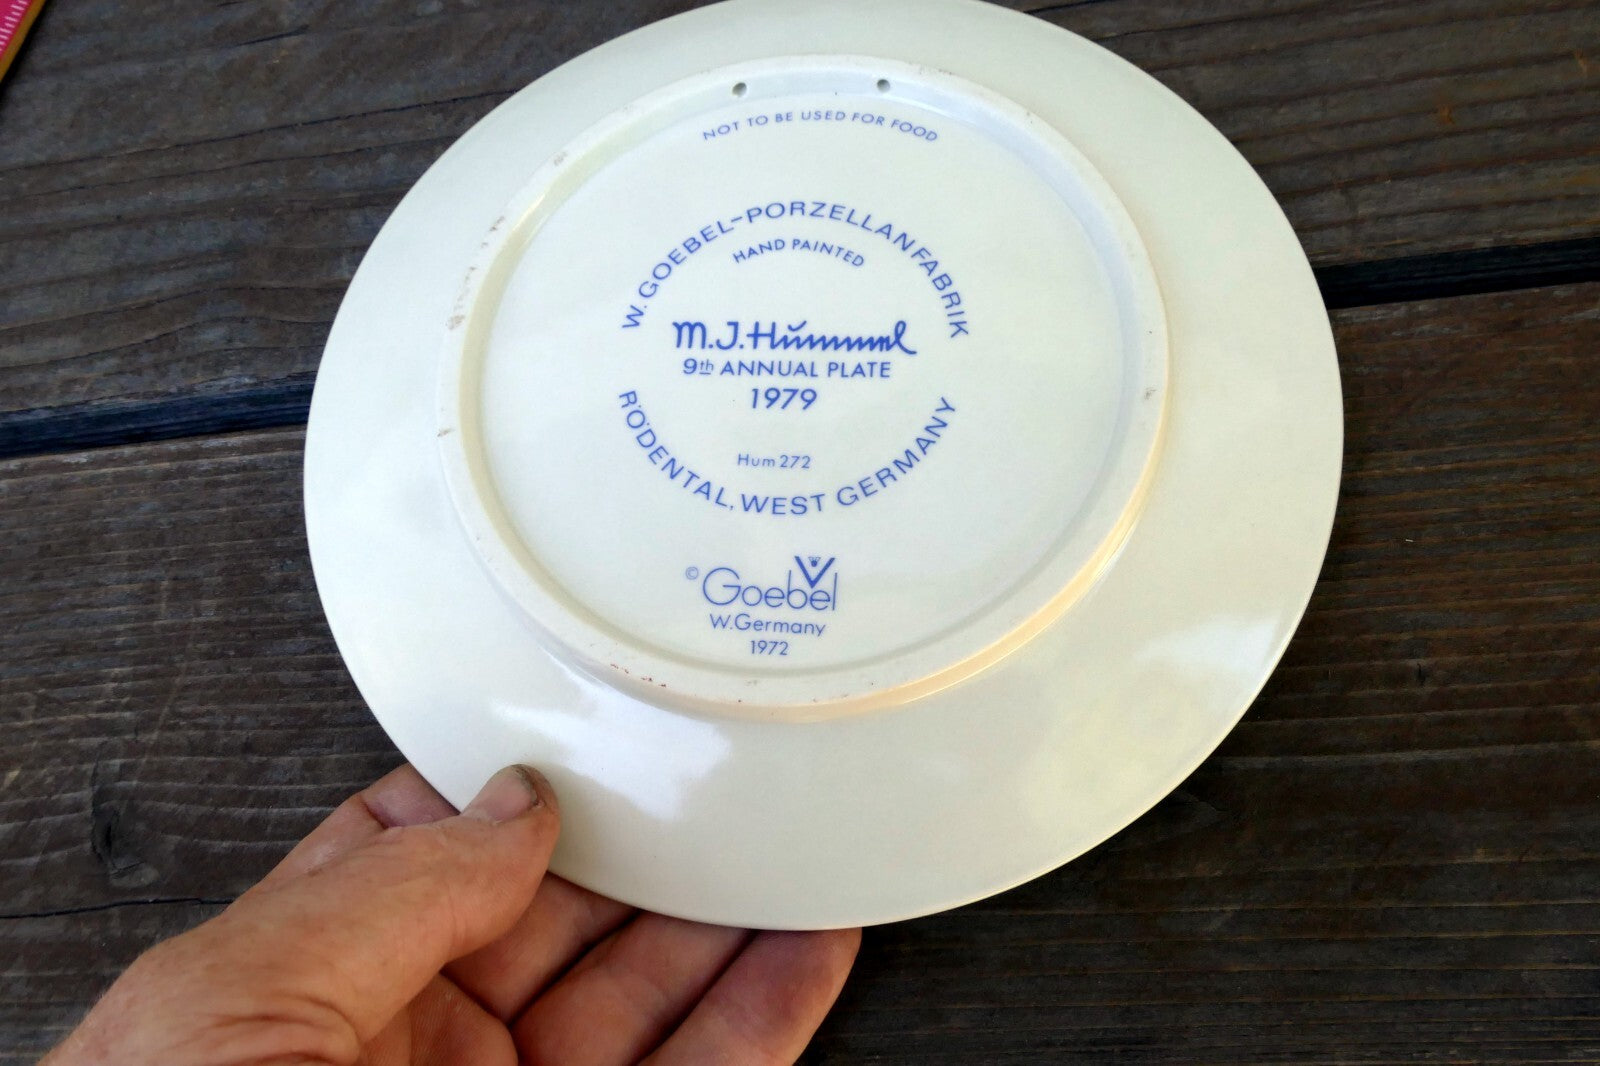 NOT TO BE USED FOR FOOD
W. GOEBEL-PORZELLANFABRIK
HAND PAINTED
M.J.Hŭmmel
9th ANNUAL PLATE
1979
Hum 272
RÖDENTAL, WEST GERMANY
© Goebel
W.Germany
1972